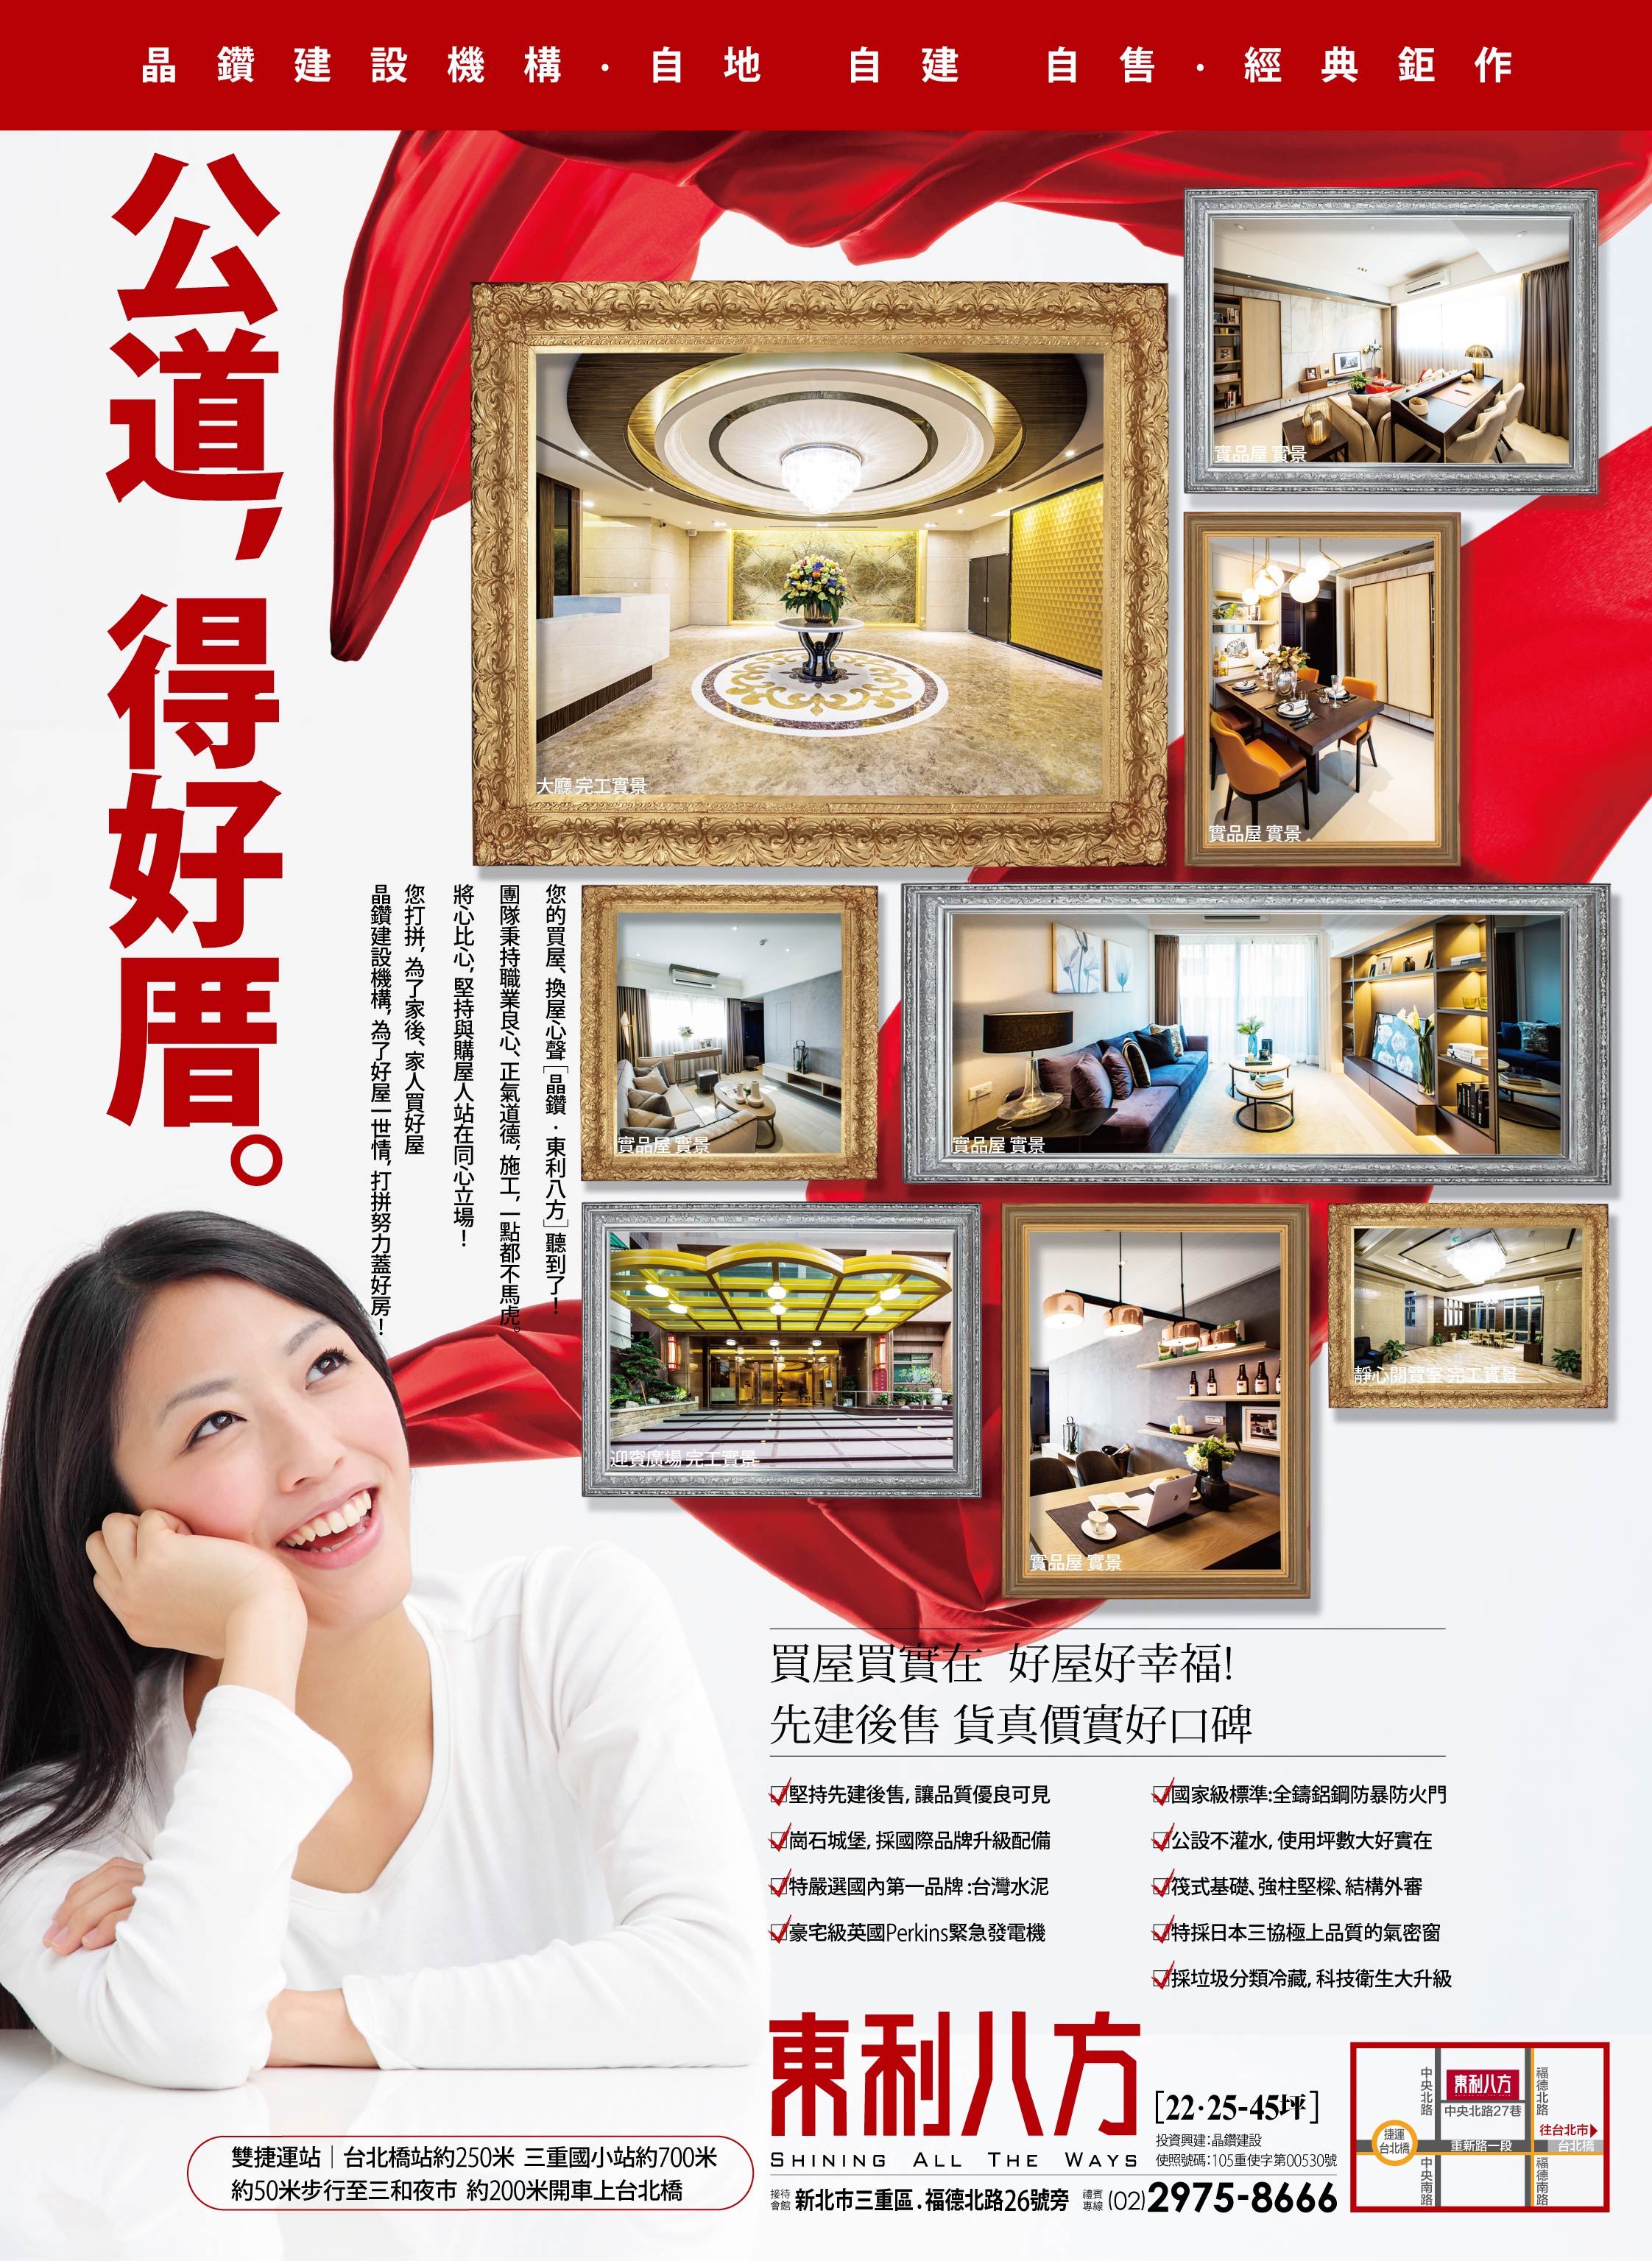 晶鑽建設機構·自地 自建 自售·經典鉅作
公道,得好厝。
實品屋 實景
大廳 完工實景
實品屋 實景
您的買屋、換屋心聲[晶鑽·東利八方]聽到了!
團隊秉持職業良心、正氣道德,施工,一點都不馬虎。
將心比心,堅持與購屋人站在同心立場!
您打拼,為了家後、家人買好屋
晶鑽建設機構,為了好屋一世情,打拼努力蓋好房!
實品屋 實景
實品屋 實景
迎賓廣場 完工實景
實品屋 實景
靜心閱覽室 完工實景
買屋買實在 好屋好幸福!
先建後售 貨真價實好口碑
堅持先建後售,讓品質優良可見
崗石城堡,採國際品牌升級配備
特嚴選國內第一品牌:台灣水泥
豪宅級英國Perkins緊急發電機
國家級標準:全鑄鋁鋼防暴防火門
公設不灌水,使用坪數大好實在
筏式基礎、強柱堅樑、結構外審
特採日本三協極上品質的氣密窗
採垃圾分類冷藏,科技衛生大升級
東利八方
SHINING ALL THE WAYS
[22·25-45坪]
投資興建:晶鑽建設
使照號碼:105重使字第00530號
接待會館 新北市三重區.福德北路26號旁 禮賓專線 (02)2975-8666
雙捷運站|台北橋站約250米 三重國小站約700米
約50米步行至三和夜市 約200米開車上台北橋
中央北路
東利八方
中央北路27巷
福德北路
往台北市
捷運台北橋
重新路一段
台北橋
中央南路
福德南路